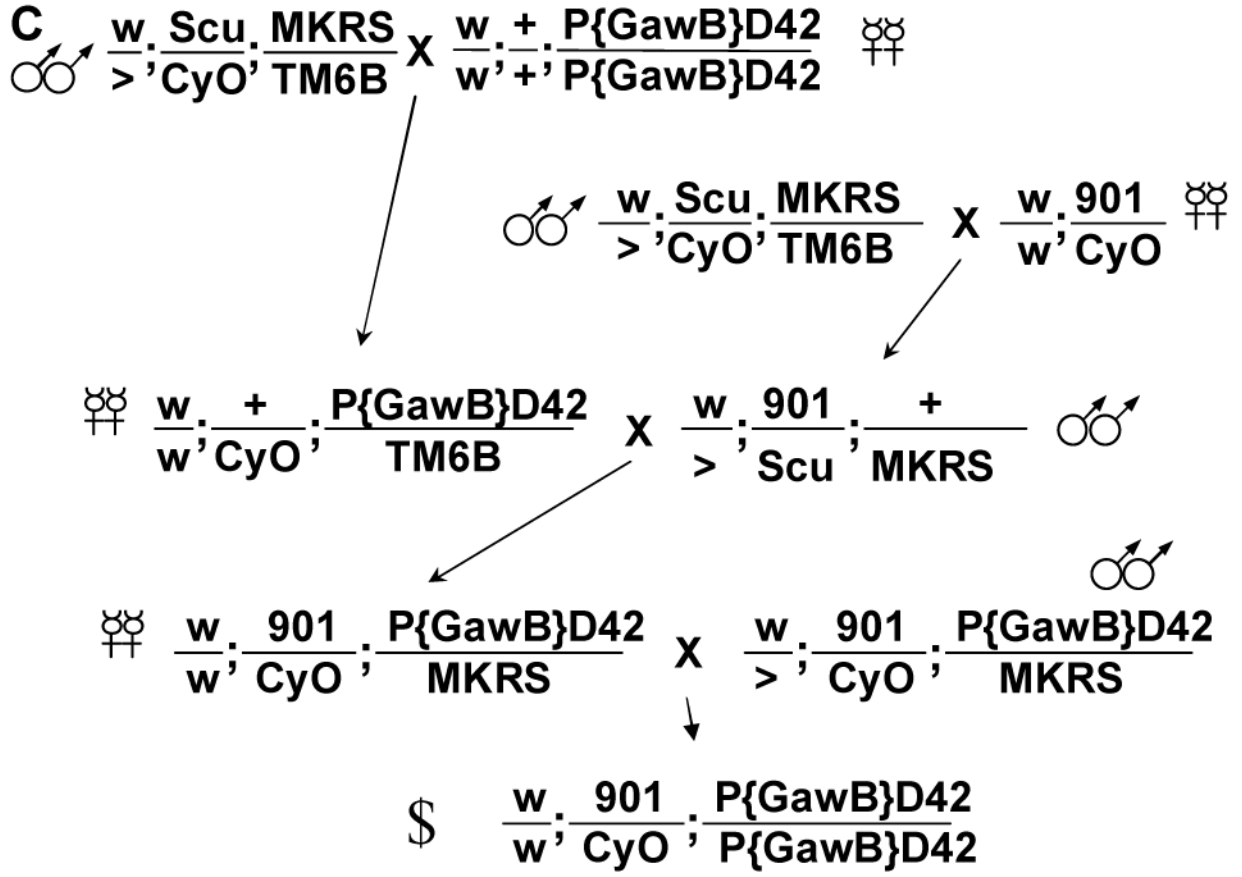 C
w ; Scu ; MKRS X w ; + ; P{GawB}D42
> CyO TM6B w + P{GawB}D42
w ; Scu ; MKRS X w ; 901
> CyO TM6B w CyO
w ; + ; P{GawB}D42 X w ; 901 ; +
w CyO TM6B > Scu MKRS
w ; 901 ; P{GawB}D42 X w ; 901 ; P{GawB}D42
w CyO MKRS > CyO MKRS
$ w ; 901 ; P{GawB}D42
w CyO P{GawB}D42